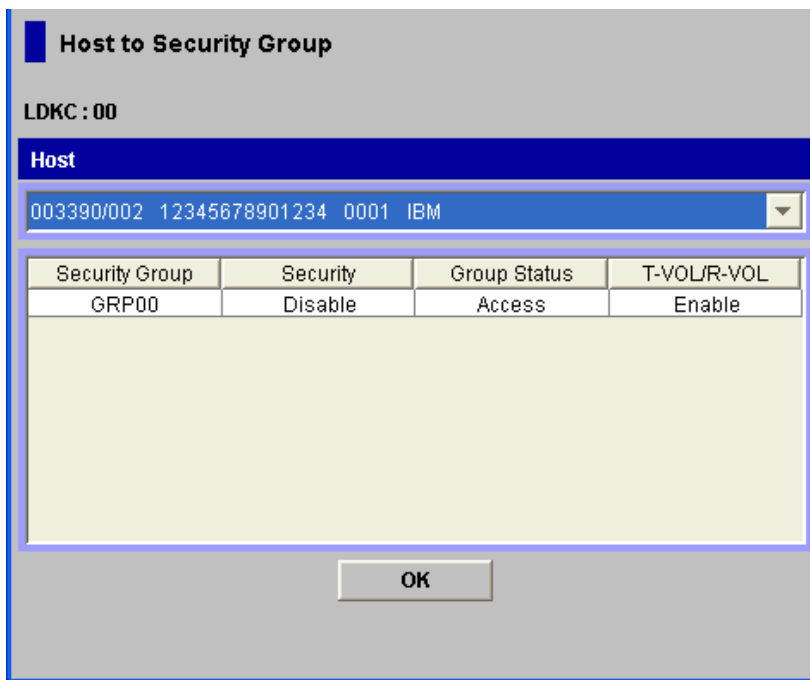 Host to Security Group
LDKC : 00
Host
003390/002 12345678901234 0001 IBM
Security Group Security Group Status T-VOL/R-VOL
GRP00 Disable Access Enable
OK